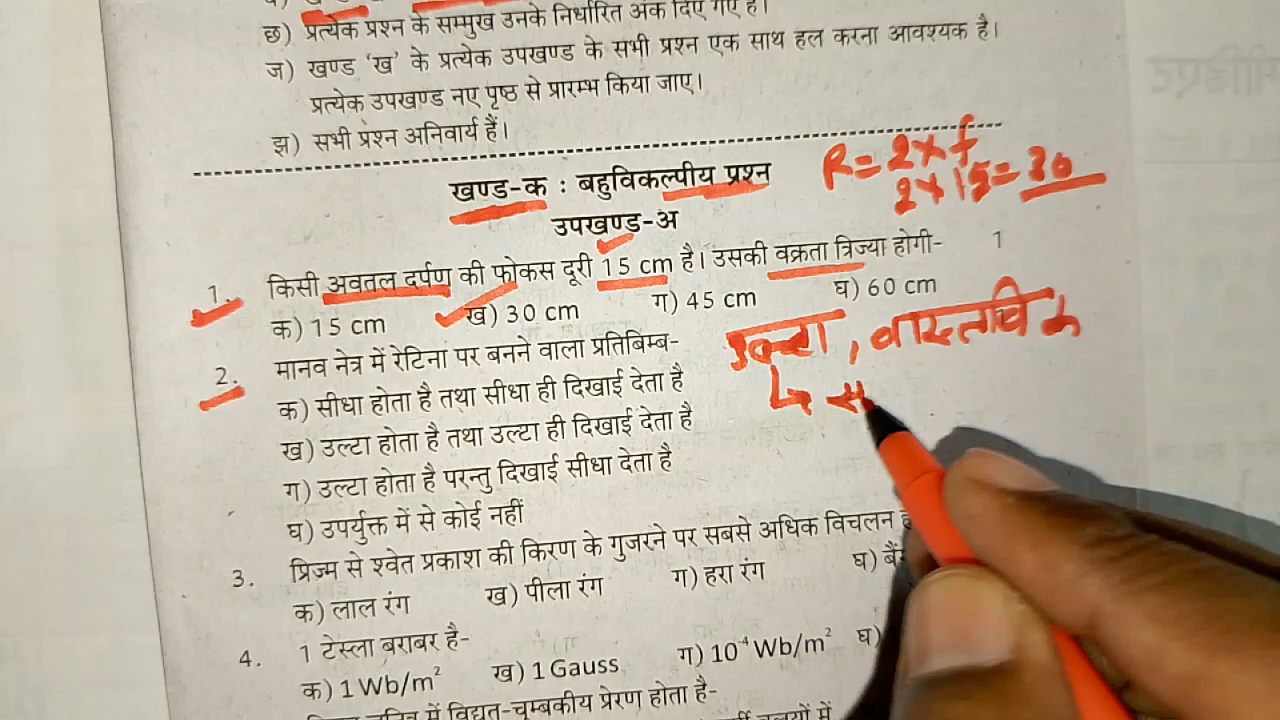 छ) प्रत्येक प्रश्न के सम्मुख उनके निर्धारित अंक दिए गए हैं।
ज) खण्ड 'ख' के प्रत्येक उपखण्ड के सभी प्रश्न एक साथ हल करना आवश्यक है।
प्रत्येक उपखण्ड नए पृष्ठ से प्रारम्भ किया जाए।
झ) सभी प्रश्न अनिवार्य हैं।
R = 2 × f
2 × 15 = 30
खण्ड-क : बहुविकल्पीय प्रश्न
उपखण्ड-अ
1. किसी अवतल दर्पण की फोकस दूरी 15 cm है। उसकी वक्रता त्रिज्या होगी- 1
क) 15 cm ख) 30 cm ग) 45 cm घ) 60 cm
उल्टा, वास्तविक
2. मानव नेत्र में रेटिना पर बनने वाला प्रतिबिम्ब-
क) सीधा होता है तथा सीधा ही दिखाई देता है
ख) उल्टा होता है तथा उल्टा ही दिखाई देता है
ग) उल्टा होता है परन्तु दिखाई सीधा देता है
घ) उपर्युक्त में से कोई नहीं
3. प्रिज्म से श्वेत प्रकाश की किरण के गुजरने पर सबसे अधिक विचलन
क) लाल रंग ख) पीला रंग ग) हरा रंग घ)
4. 1 टेस्ला बराबर है-
क) 1 Wb/m² ख) 1 Gauss ग) 10⁻⁴ Wb/m² घ)
में विद्युत-चुम्बकीय प्रेरण होता है-